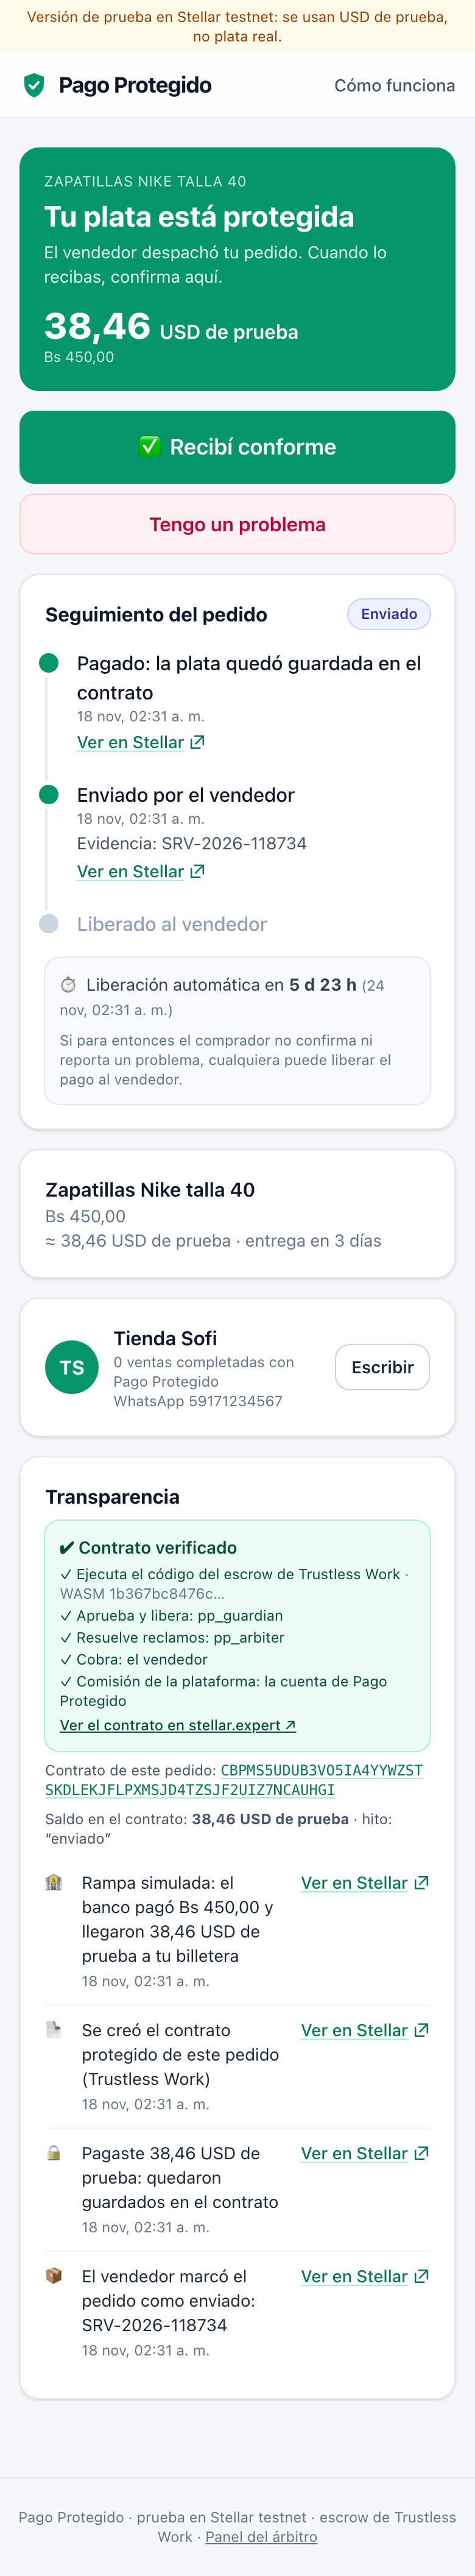 Versión de prueba en Stellar testnet: se usan USD de prueba,
no plata real.
Pago Protegido
Cómo funciona
ZAPATILLAS NIKE TALLA 40
Tu plata está protegida
El vendedor despachó tu pedido. Cuando lo
recibas, confirma aquí.
38,46 USD de prueba
Bs 450,00
✅ Recibí conforme
Tengo un problema
Seguimiento del pedido
Enviado
Pagado: la plata quedó guardada en el
contrato
18 nov, 02:31 a. m.
Ver en Stellar
Enviado por el vendedor
18 nov, 02:31 a. m.
Evidencia: SRV-2026-118734
Ver en Stellar
Liberado al vendedor
⏱️ Liberación automática en 5 d 23 h (24
nov, 02:31 a. m.)
Si para entonces el comprador no confirma ni
reporta un problema, cualquiera puede liberar el
pago al vendedor.
Zapatillas Nike talla 40
Bs 450,00
≈ 38,46 USD de prueba · entrega en 3 días
TS
Tienda Sofi
0 ventas completadas con
Pago Protegido
WhatsApp 59171234567
Escribir
Transparencia
✔ Contrato verificado
✓ Ejecuta el código del escrow de Trustless Work ·
WASM 1b367bc8476c…
✓ Aprueba y libera: pp_guardian
✓ Resuelve reclamos: pp_arbiter
✓ Cobra: el vendedor
✓ Comisión de la plataforma: la cuenta de Pago
Protegido
Ver el contrato en stellar.expert ↗
Contrato de este pedido: CBPMS5UDUB3VO5IA4YYWZST
SKDLEKJFLPXMSJD4TZSJF2UIZ7NCAUHGI
Saldo en el contrato: 38,46 USD de prueba · hito:
“enviado”
Rampa simulada: el
banco pagó Bs 450,00 y
llegaron 38,46 USD de
prueba a tu billetera
18 nov, 02:31 a. m.
Ver en Stellar
Se creó el contrato
protegido de este pedido
(Trustless Work)
18 nov, 02:31 a. m.
Ver en Stellar
Pagaste 38,46 USD de
prueba: quedaron
guardados en el contrato
18 nov, 02:31 a. m.
Ver en Stellar
El vendedor marcó el
pedido como enviado:
SRV-2026-118734
18 nov, 02:31 a. m.
Ver en Stellar
Pago Protegido · prueba en Stellar testnet · escrow de Trustless
Work · Panel del árbitro